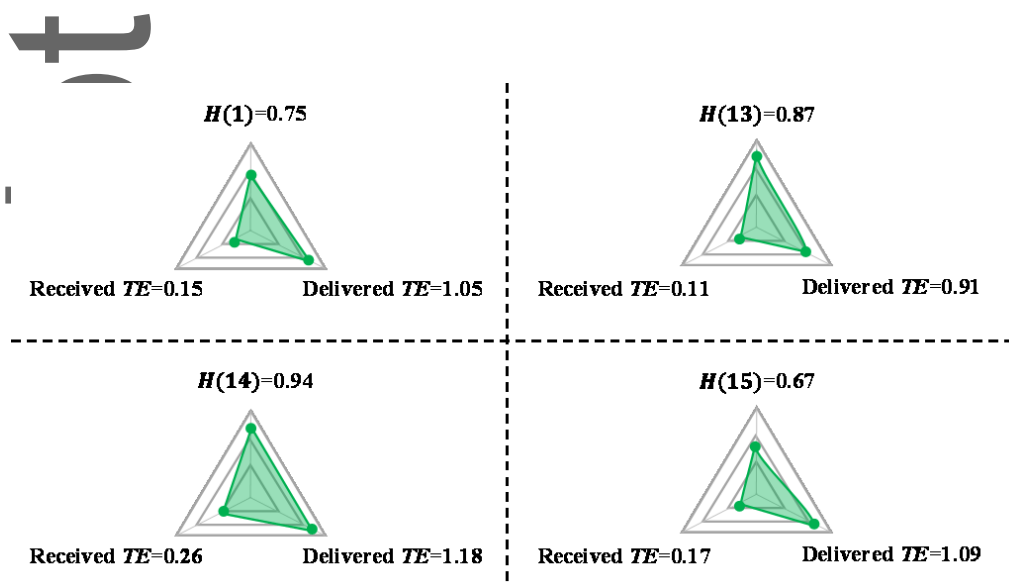 H(1)=0.75
Received TE=0.15
Delivered TE=1.05
H(13)=0.87
Received TE=0.11
Delivered TE=0.91
H(14)=0.94
Received TE=0.26
Delivered TE=1.18
H(15)=0.67
Received TE=0.17
Delivered TE=1.09